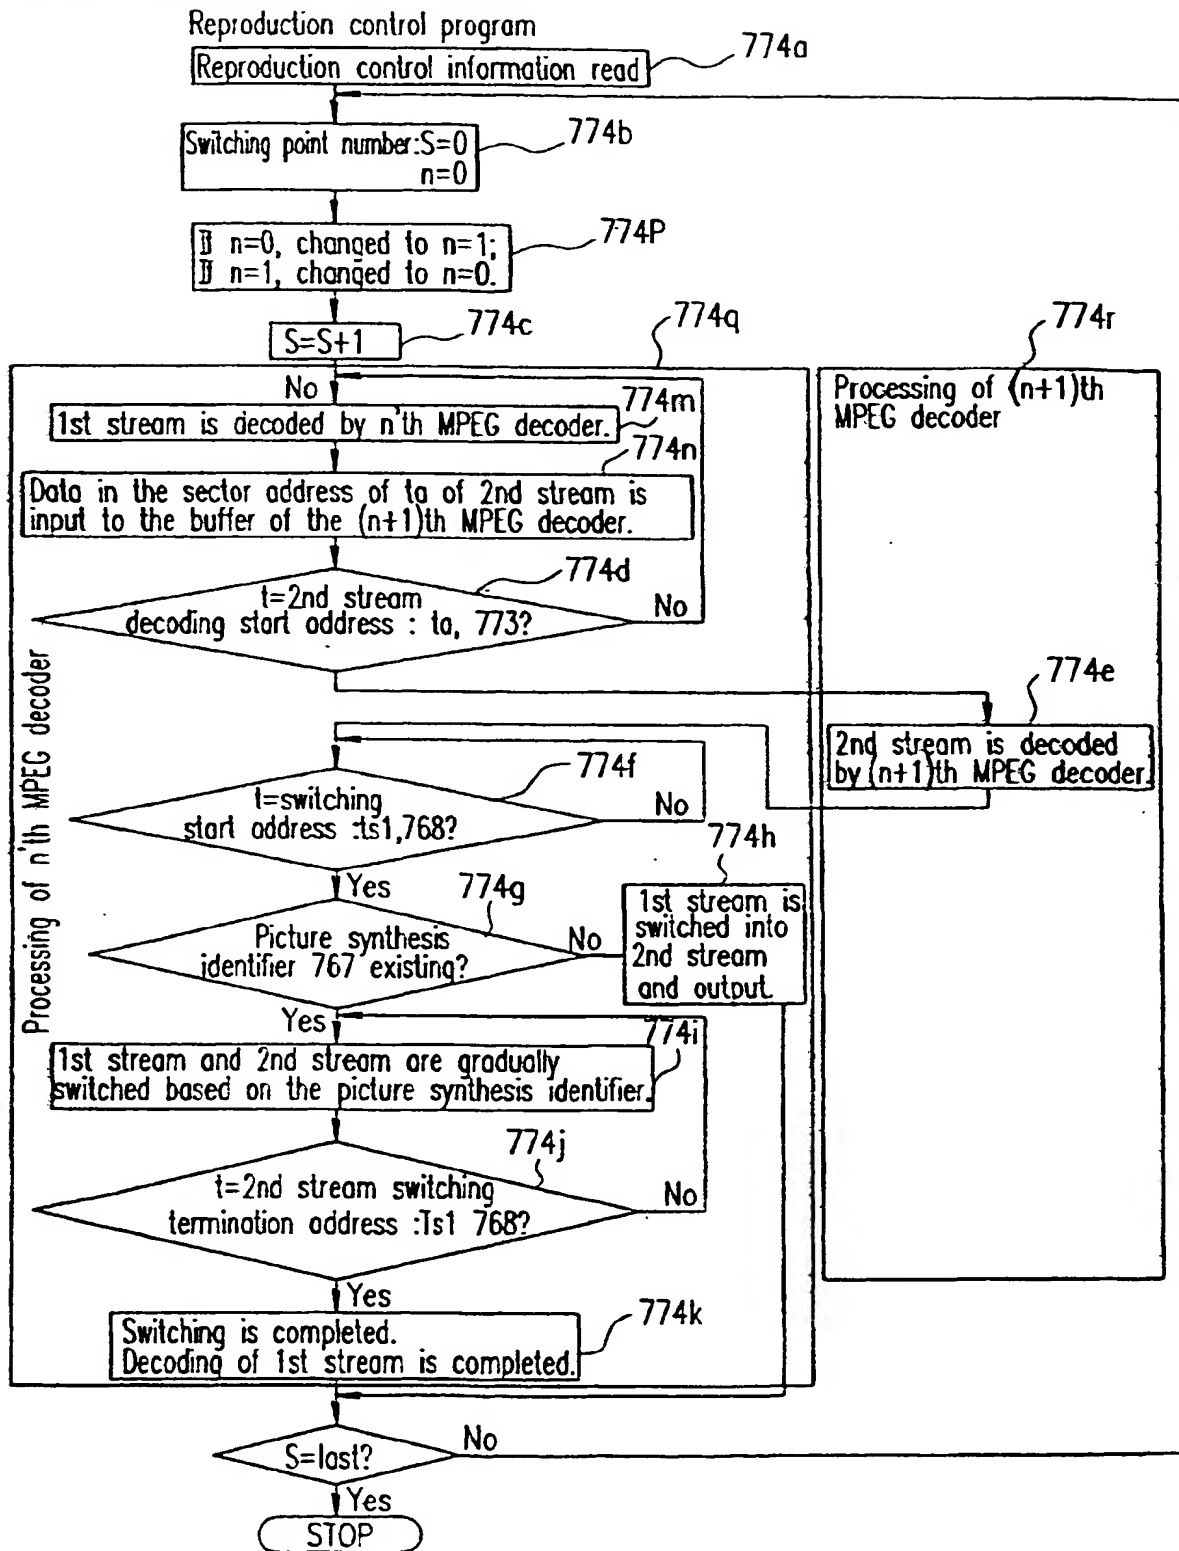 Reproduction control program
774a
Reproduction control information read
774b
Switching point number:S=0
n=0
774P
If n=0, changed to n=1;
If n=1, changed to n=0.
774c
774q
774r
S=S+1
Processing of (n+1)th
MPEG decoder
No
774m
1st stream is decoded by n'th MPEG decoder.
774n
Data in the sector address of ta of 2nd stream is
input to the buffer of the (n+1)th MPEG decoder.
774d
t=2nd stream
decoding start address : ta, 773?
No
Processing of n'th MPEG decoder
774e
2nd stream is decoded
by (n+1)th MPEG decoder.
774f
t=switching
start address :ts1,768?
No
774h
Yes
774g
1st stream is
switched into
2nd stream
and output.
Picture synthesis
identifier 767 existing?
No
Yes
774i
1st stream and 2nd stream are gradually
switched based on the picture synthesis identifier.
774j
t=2nd stream switching
termination address :Ts1 768?
No
Yes
774k
Switching is completed.
Decoding of 1st stream is completed.
S=last?
No
Yes
STOP